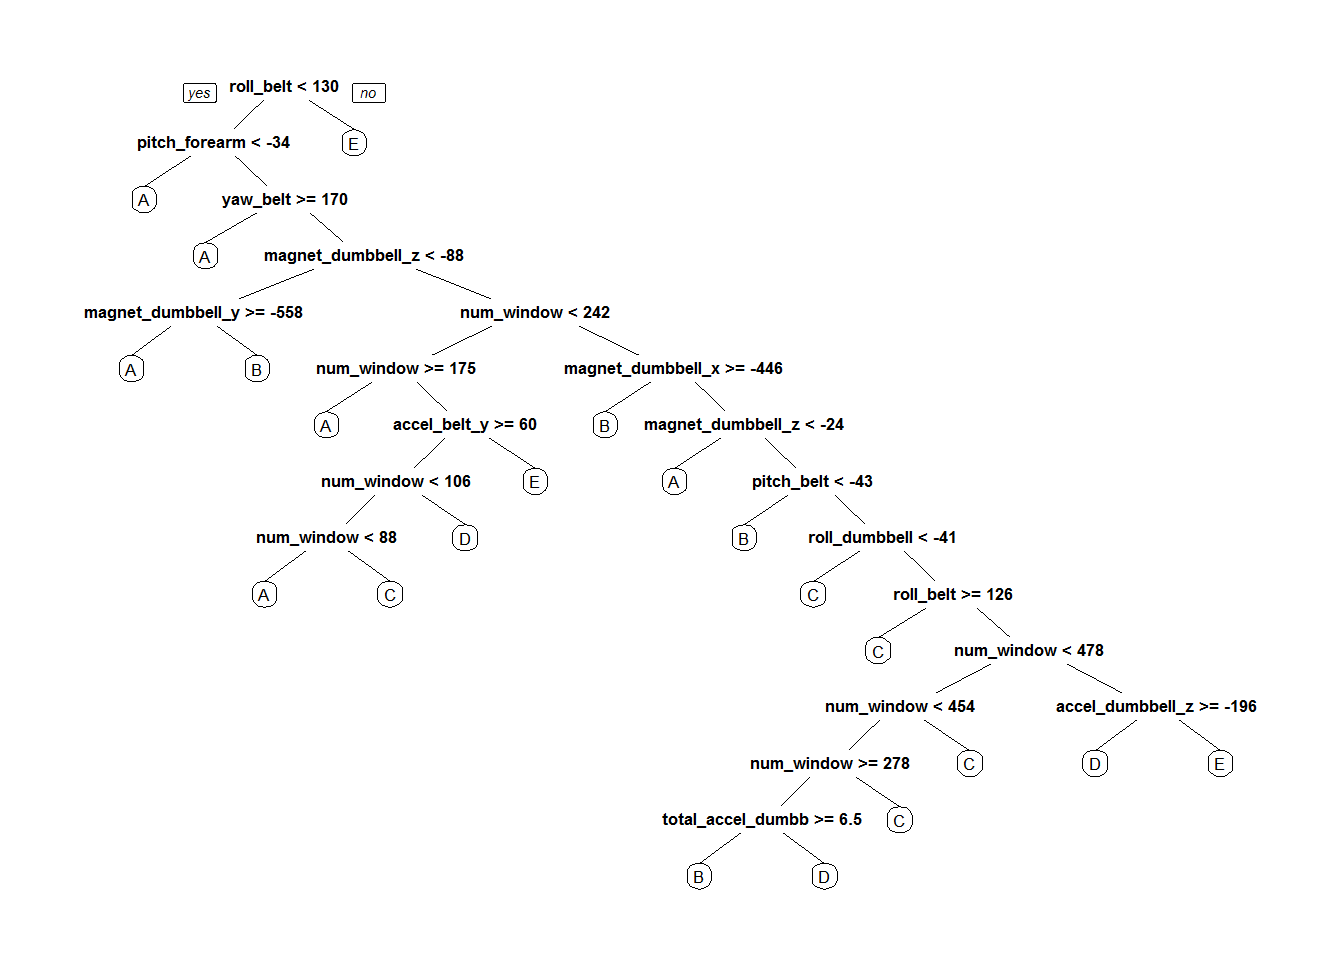 yes roll_belt < 130 no
pitch_forearm < -34 E
A yaw_belt >= 170
A magnet_dumbbell_z < -88
magnet_dumbbell_y >= -558 num_window < 242
A B num_window >= 175 magnet_dumbbell_x >= -446
A accel_belt_y >= 60 B magnet_dumbbell_z < -24
num_window < 106 E A pitch_belt < -43
num_window < 88 D B roll_dumbbell < -41
A C C roll_belt >= 126
C num_window < 478
num_window < 454 accel_dumbbell_z >= -196
num_window >= 278 C D E
total_accel_dumbb >= 6.5 C
B D